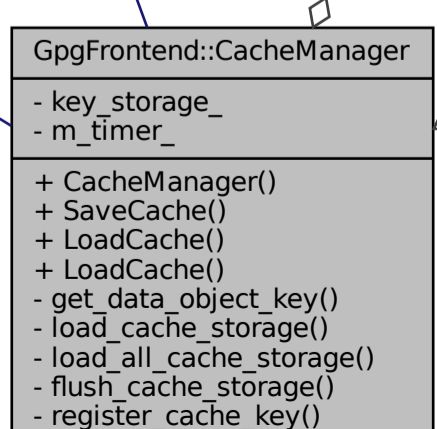 GpgFrontend::CacheManager
- key_storage_
- m_timer_
+ CacheManager()
+ SaveCache()
+ LoadCache()
+ LoadCache()
- get_data_object_key()
- load_cache_storage()
- load_all_cache_storage()
- flush_cache_storage()
- register_cache_key()